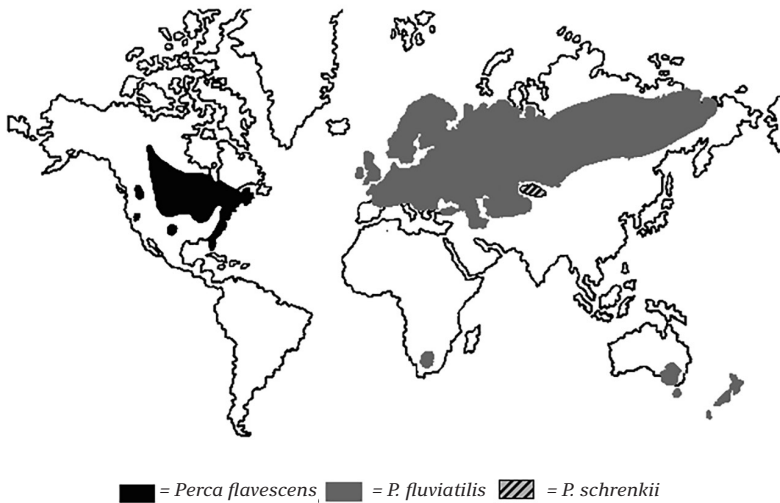 = Perca flavescens, = P. fluviatilis = P. schrenkii